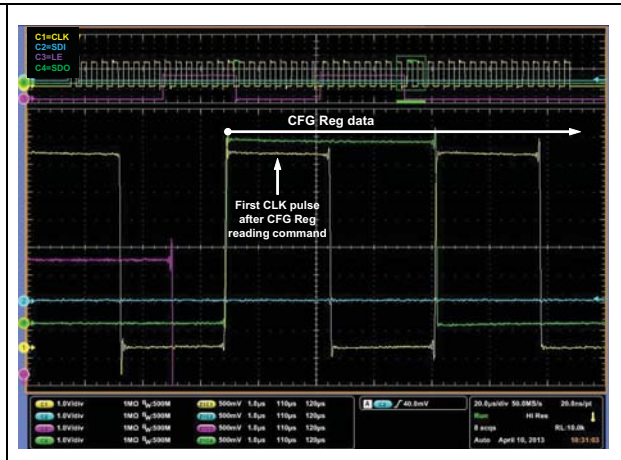 C1=CLK
C2=SDI
C3=LE
C4=SDO
CFG Reg data
First CLK pulse
after CFG Reg
reading command
1.0V/div 1MΩ 500M 500mV 1.0µs 110µs 120µs
1.0V/div 1MΩ 500M 500mV 1.0µs 110µs 120µs
1.0V/div 1MΩ 500M 500mV 1.0µs 110µs 120µs
1.0V/div 1MΩ 500M 500mV 1.0µs 110µs 120µs
A 40.0mV
20.0µs/div 50.0MS/s 20.0ns/pt
Run Hi Res
8 acqs RL:10.0k
Auto April 10, 2013 10:31:03